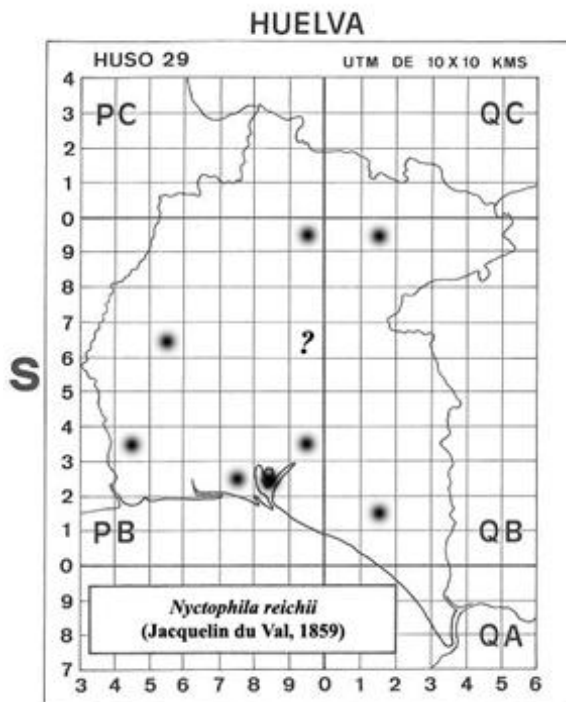 HUELVA
HUSO 29 UTM DE 10 X 10 KMS
4
PC QC
3
2
1
0
9
8
7
?
6
S
5
4
3
2
PB QB
1
0
9
Nyctophila reichii
(Jacquelin du Val, 1859)
8
QA
7
3 4 5 6 7 8 9 0 1 2 3 4 5 6